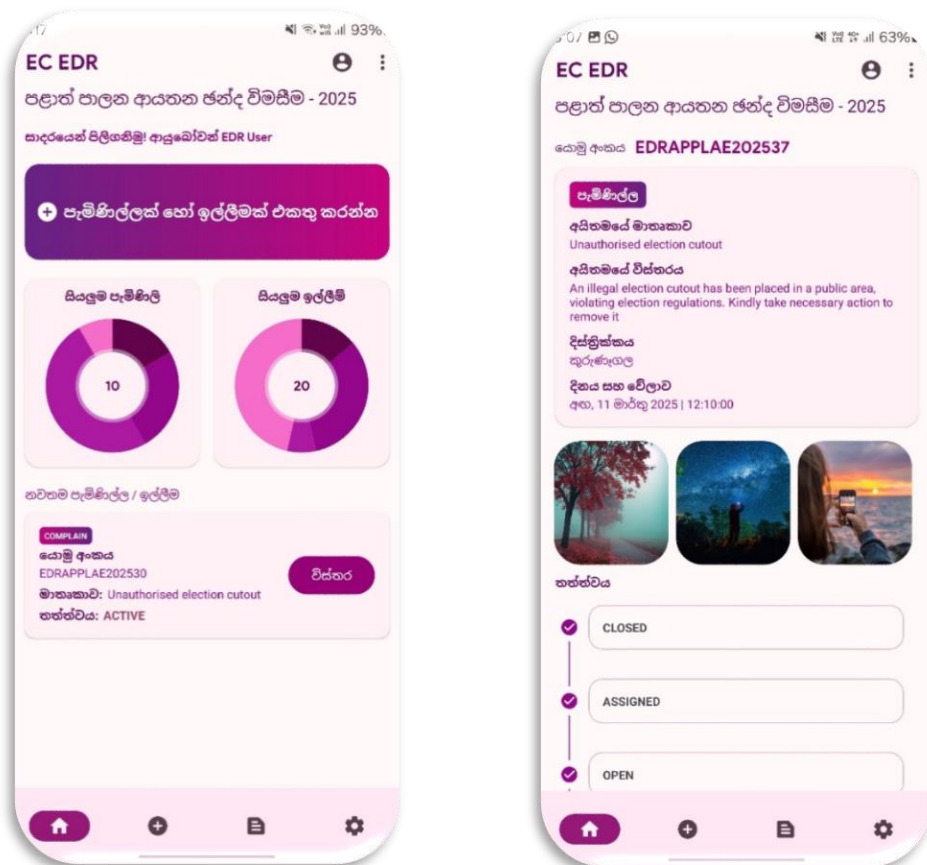 93%
EC EDR
පළාත් පාලන ආයතන ඡන්ද විමසීම - 2025
සාදරයෙන් පිලිගනිමු! ආයුබෝවන් EDR User
පැමිණිල්ලක් හෝ ඉල්ලීමක් එකතු කරන්න
සියලුම පැමිණිලි
සියලුම ඉල්ලීම්
10
20
නවතම පැමිණිල්ල / ඉල්ලීම
COMPLAIN
යොමු අංකය
EDRAPPLAE202530
විස්තර
මාතෘකාව: Unauthorised election cutout
තත්ත්වය: ACTIVE
63%
EC EDR
පළාත් පාලන ආයතන ඡන්ද විමසීම - 2025
යොමු අංකය EDRAPPLAE202537
පැමිණිල්ල
අයිතමයේ මාතෘකාව
Unauthorised election cutout
අයිතමයේ විස්තරය
An illegal election cutout has been placed in a public area,
violating election regulations. Kindly take necessary action to
remove it
දිස්ත්‍රික්කය
කුරුණෑගල
දිනය සහ වේලාව
අඟ, 11 මාර්තු 2025 | 12:10:00
තත්ත්වය
CLOSED
ASSIGNED
OPEN